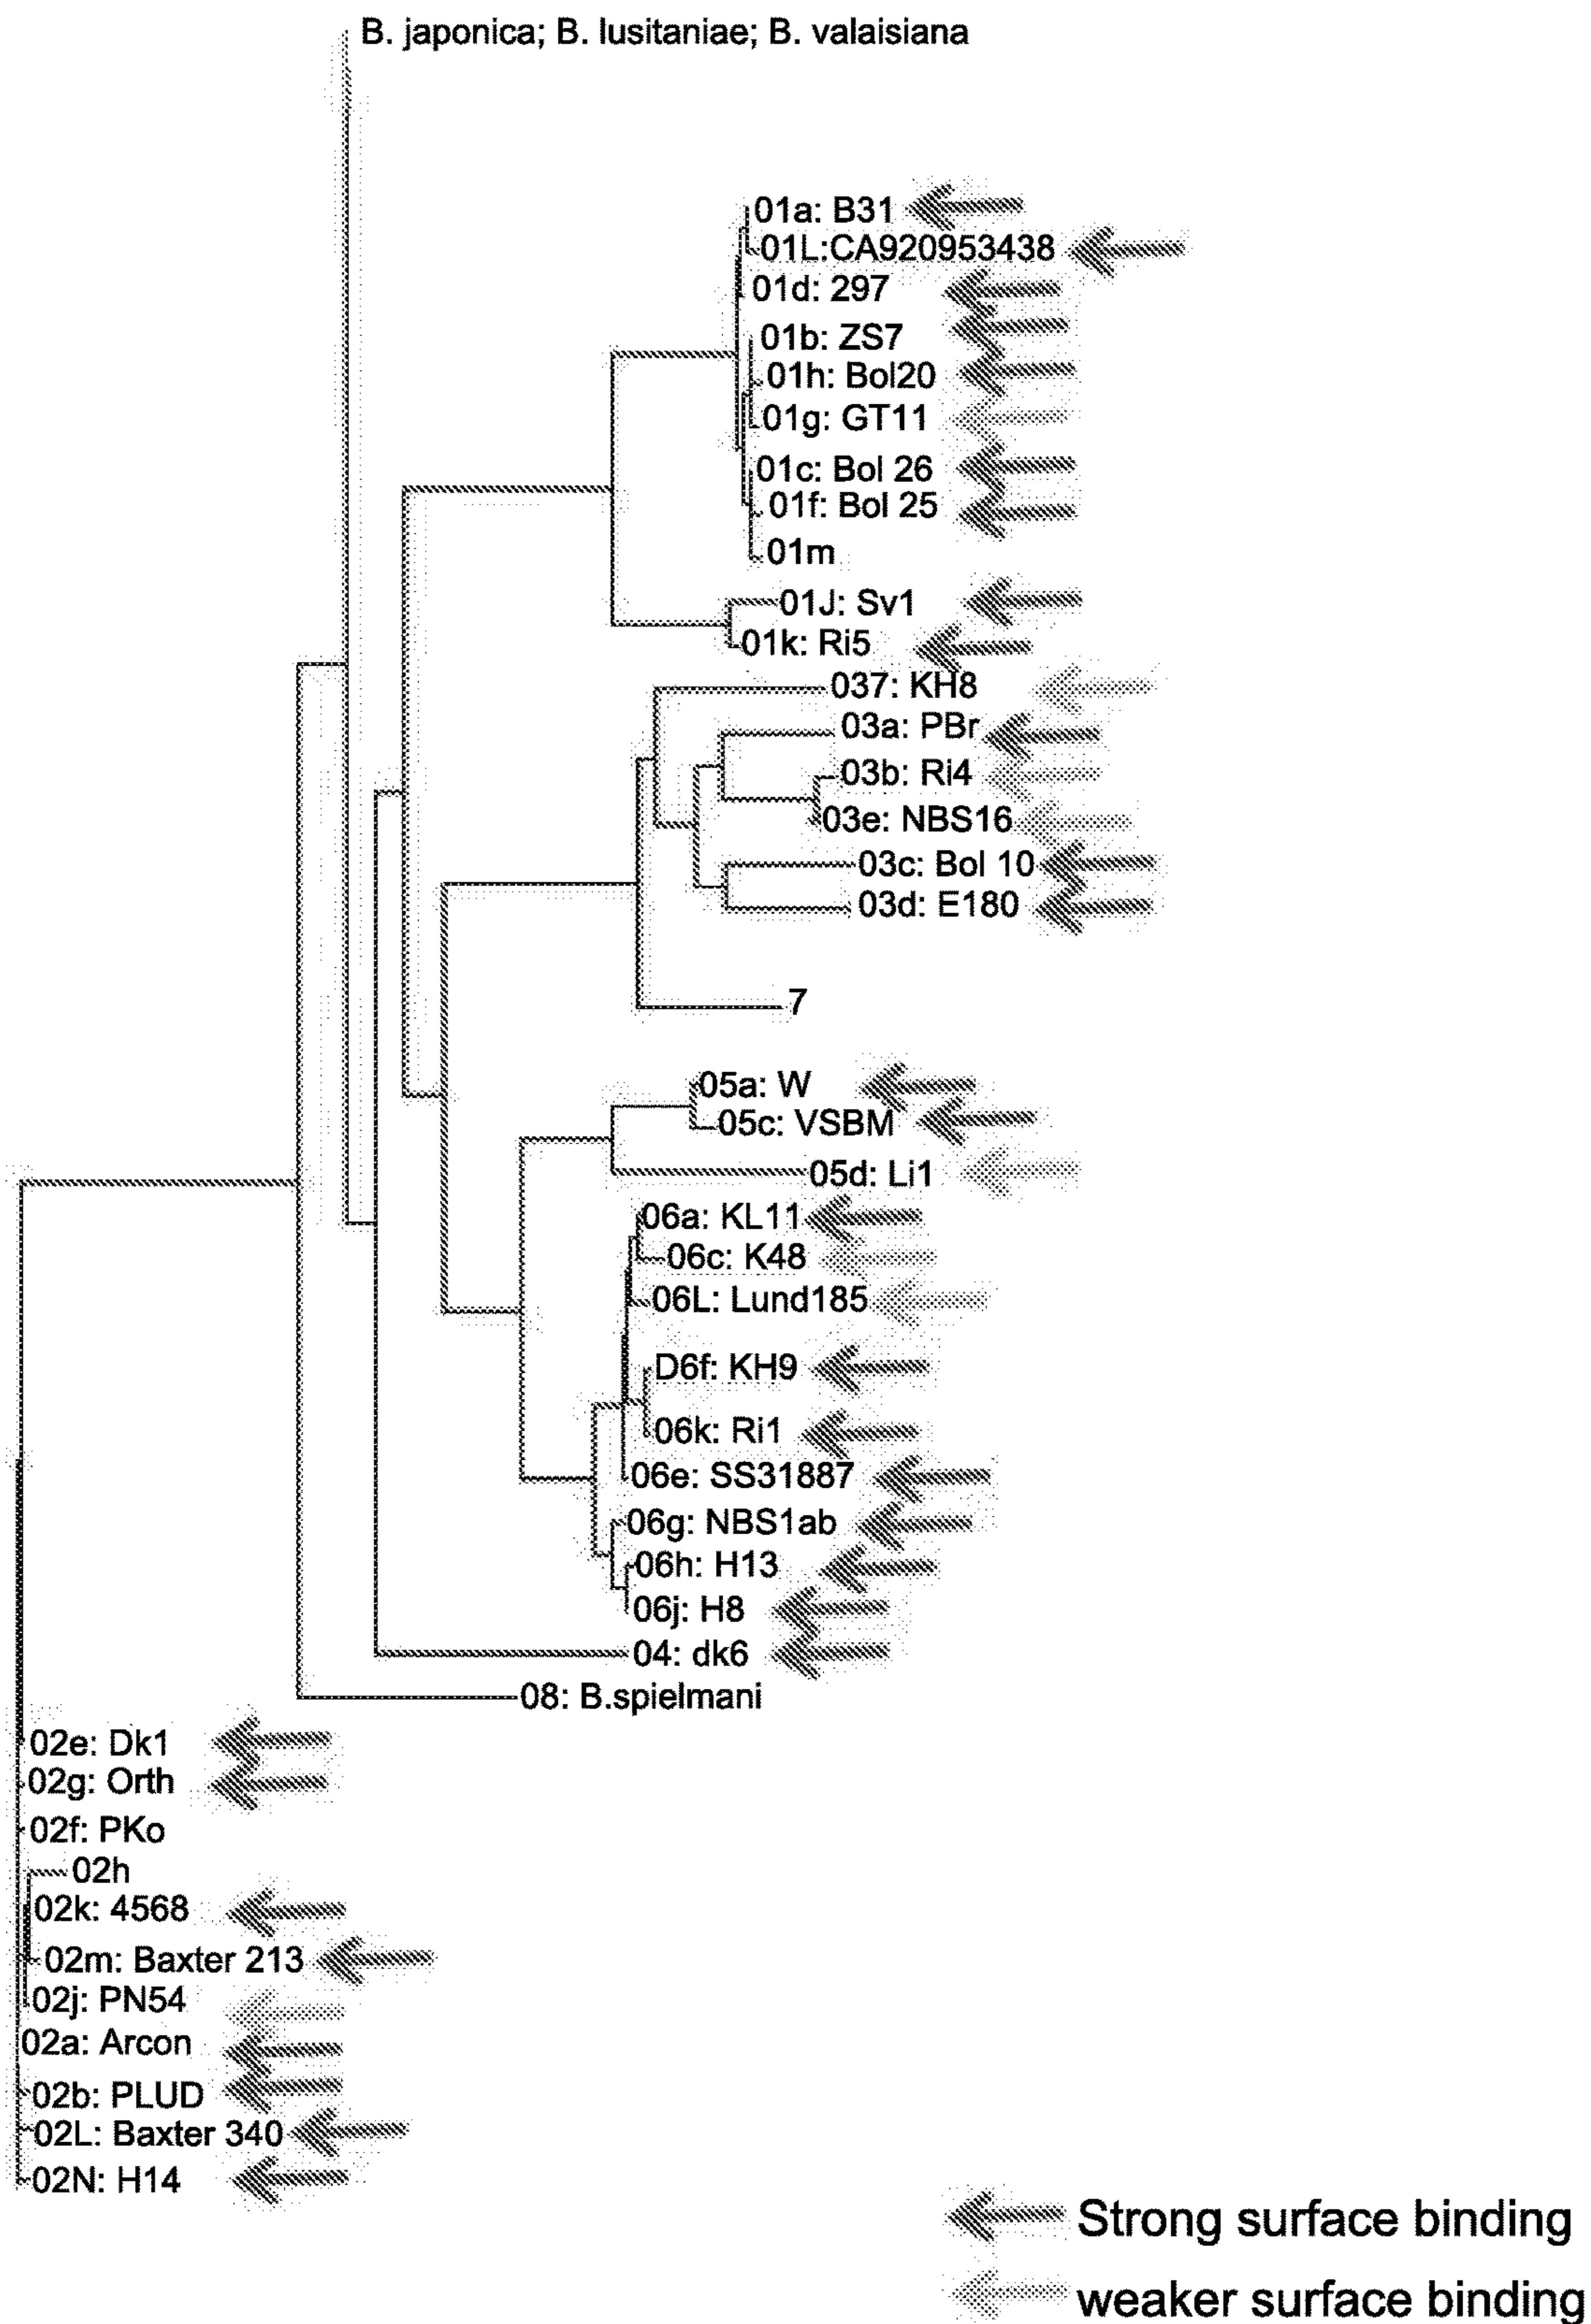 B. japonica; B. lusitaniae; B. valaisiana
01a: B31
01L:CA920953438
01d: 297
01b: ZS7
01h: Bol20
01g: GT11
01c: Bol 26
01f: Bol 25
01m
01J: Sv1
01k: Ri5
037: KH8
03a: PBr
03b: Ri4
03e: NBS16
03c: Bol 10
03d: E180
7
05a: W
05c: VSBM
05d: Li1
06a: KL11
06c: K48
06L: Lund185
D6f: KH9
06k: Ri1
06e: SS31887
06g: NBS1ab
06h: H13
06j: H8
04: dk6
08: B.spielmani
02e: Dk1
02g: Orth
02f: PKo
02h
02k: 4568
02m: Baxter 213
02j: PN54
02a: Arcon
02b: PLUD
02L: Baxter 340
02N: H14
Strong surface binding
weaker surface binding